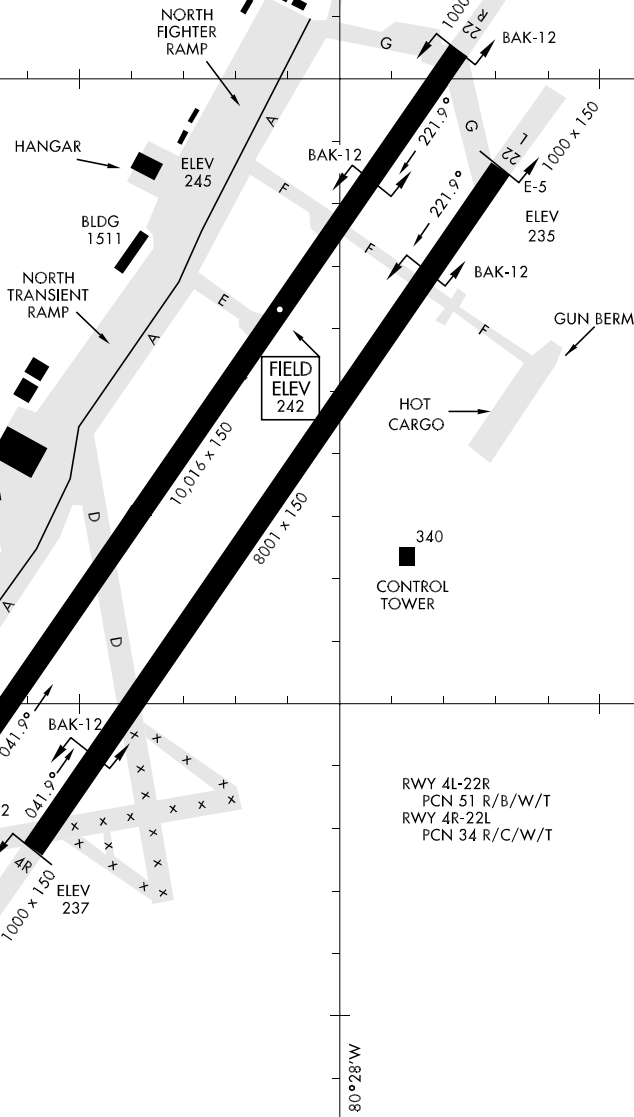 NORTH
FIGHTER
RAMP
1000
22R
BAK-12
G
A
HANGAR
ELEV
245
BAK-12
221.9°
G
22L
1000 x 150
E-5
ELEV
235
F
221.9°
BLDG
1511
F
BAK-12
NORTH
TRANSIENT
RAMP
E
A
F
GUN BERM
FIELD
ELEV
242
HOT
CARGO
10,016 x 150
8001 x 150
D
340
CONTROL
TOWER
A
D
041.9°
BAK-12
041.9°
2
RWY 4L-22R
PCN 51 R/B/W/T
RWY 4R-22L
PCN 34 R/C/W/T
4R
ELEV
237
1000 x 150
80°28'W